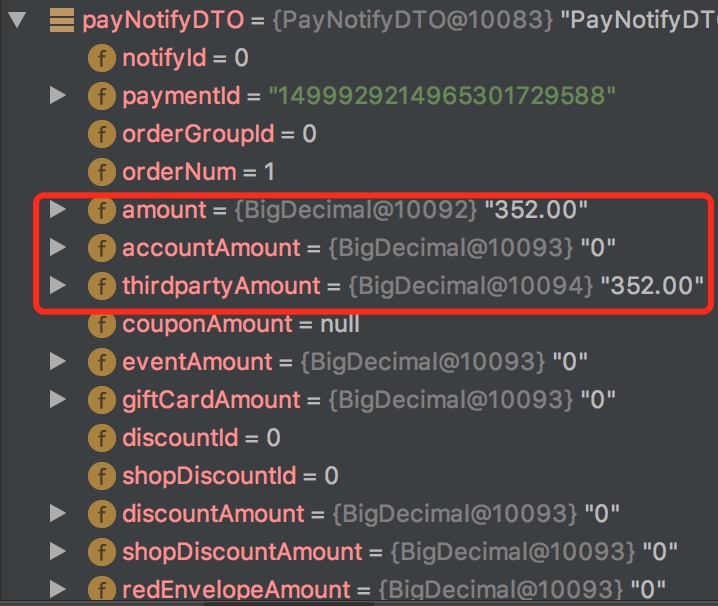 payNotifyDTO = {PayNotifyDTO@10083} "PayNotifyDTO
f notifyId = 0
f paymentId = "1499929214965301729588"
f orderGroupId = 0
f orderNum = 1
f amount = {BigDecimal@10092} "352.00"
f accountAmount = {BigDecimal@10093} "0"
f thirdpartyAmount = {BigDecimal@10094} "352.00"
f couponAmount = null
f eventAmount = {BigDecimal@10093} "0"
f giftCardAmount = {BigDecimal@10093} "0"
f discountId = 0
f shopDiscountId = 0
f discountAmount = {BigDecimal@10093} "0"
f shopDiscountAmount = {BigDecimal@10093} "0"
f redEnvelopeAmount = {BigDecimal@10093} "0"